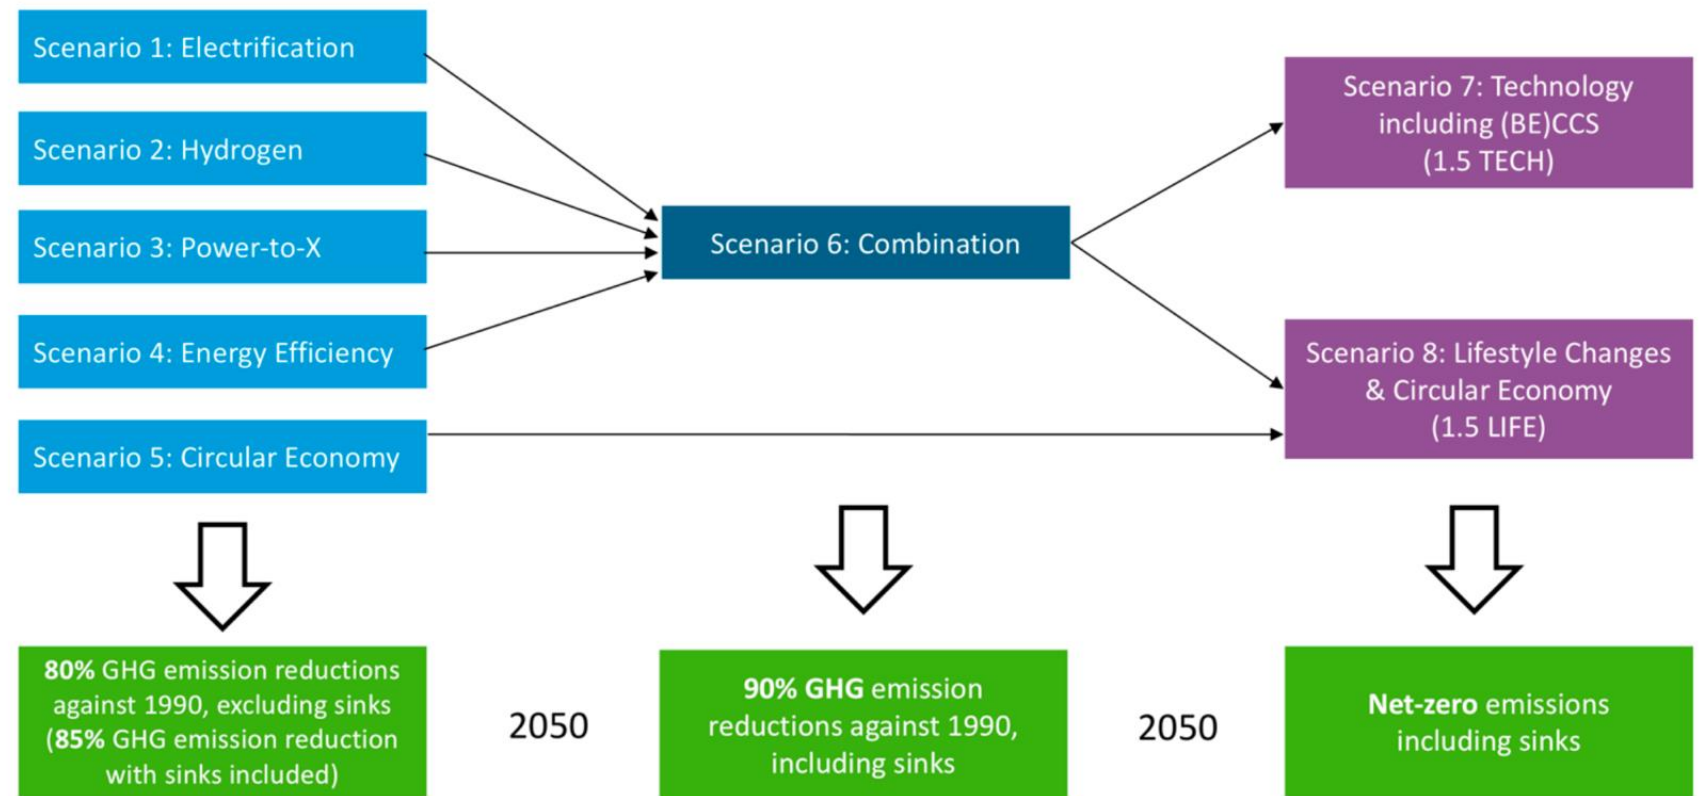 Scenario 1: Electrification
Scenario 2: Hydrogen
Scenario 3: Power-to-X
Scenario 4: Energy Efficiency
Scenario 5: Circular Economy
Scenario 6: Combination
Scenario 7: Technology
including (BE)CCS
(1.5 TECH)
Scenario 8: Lifestyle Changes
& Circular Economy
(1.5 LIFE)
80% GHG emission reductions
against 1990, excluding sinks
(85% GHG emission reduction
with sinks included)
2050
90% GHG emission
reductions against 1990,
including sinks
2050
Net-zero emissions
including sinks